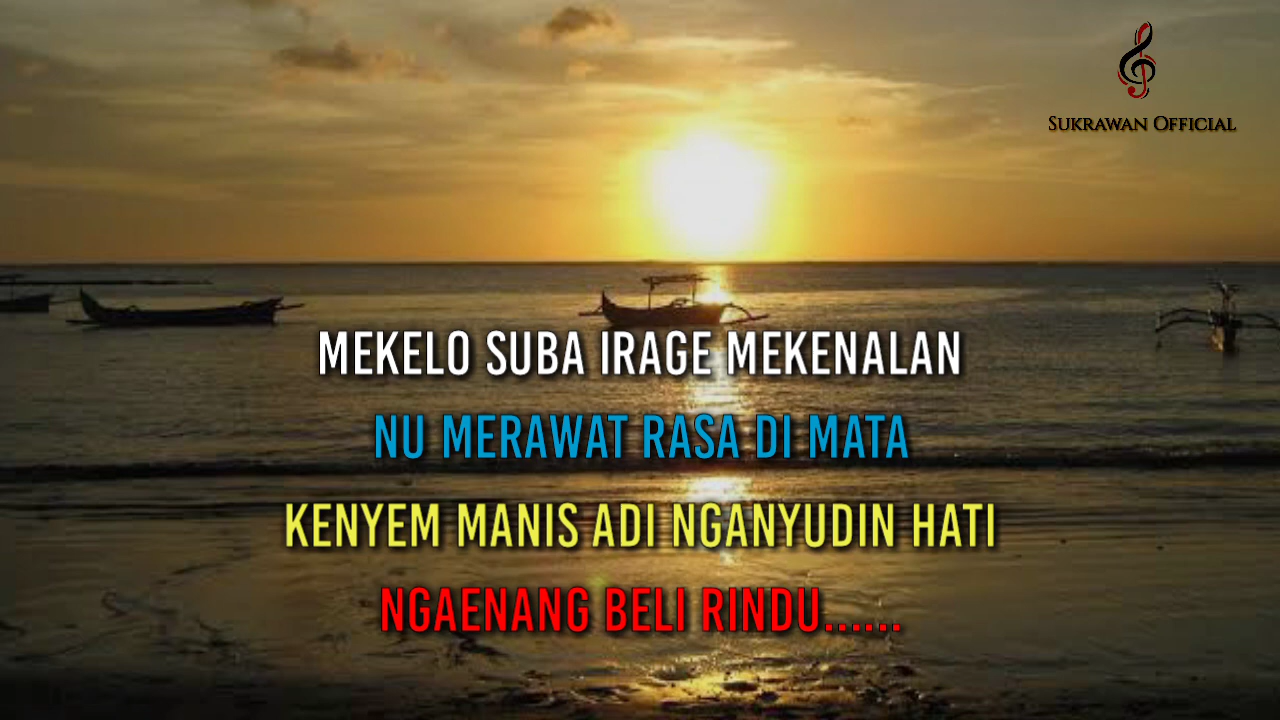 Sukrawan Official
MEKELO SUBA IRAGE MEKENALAN
NU MERAWAT RASA DI MATA
KENYEM MANIS ADI NGANYUDIN HATI
NGAENANG BELI RINDU......